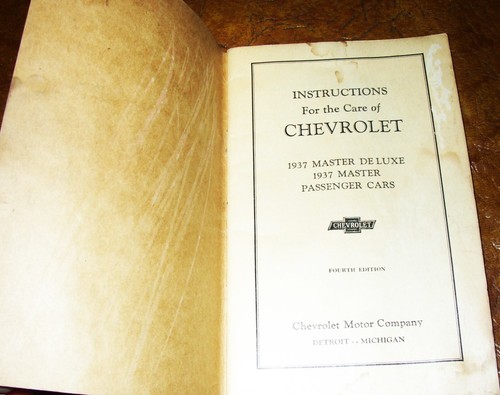 INSTRUCTIONS
For the Care of
CHEVROLET
1937 MASTER DE LUXE
1937 MASTER
PASSENGER CARS
CHEVROLET
FOURTH EDITION
Chevrolet Motor Company
DETROIT -- MICHIGAN